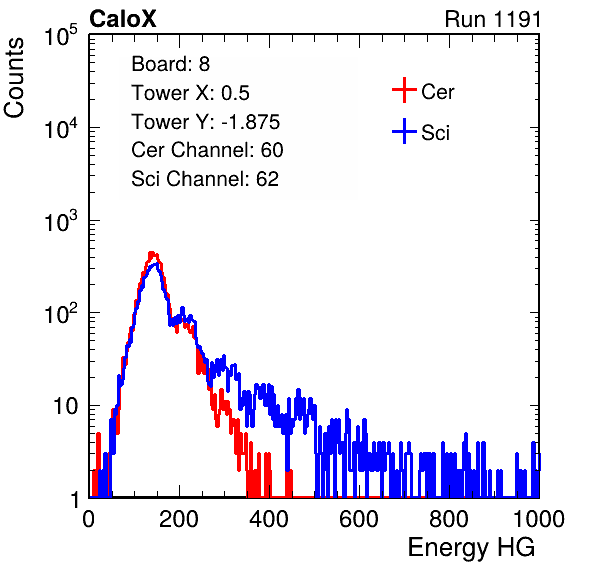 CaloX Run 1191
Counts
10^5
10^4
10^3
10^2
10
1
Board: 8
Tower X: 0.5
Tower Y: -1.875
Cer Channel: 60
Sci Channel: 62
Cer
Sci
0 200 400 600 800 1000
Energy HG